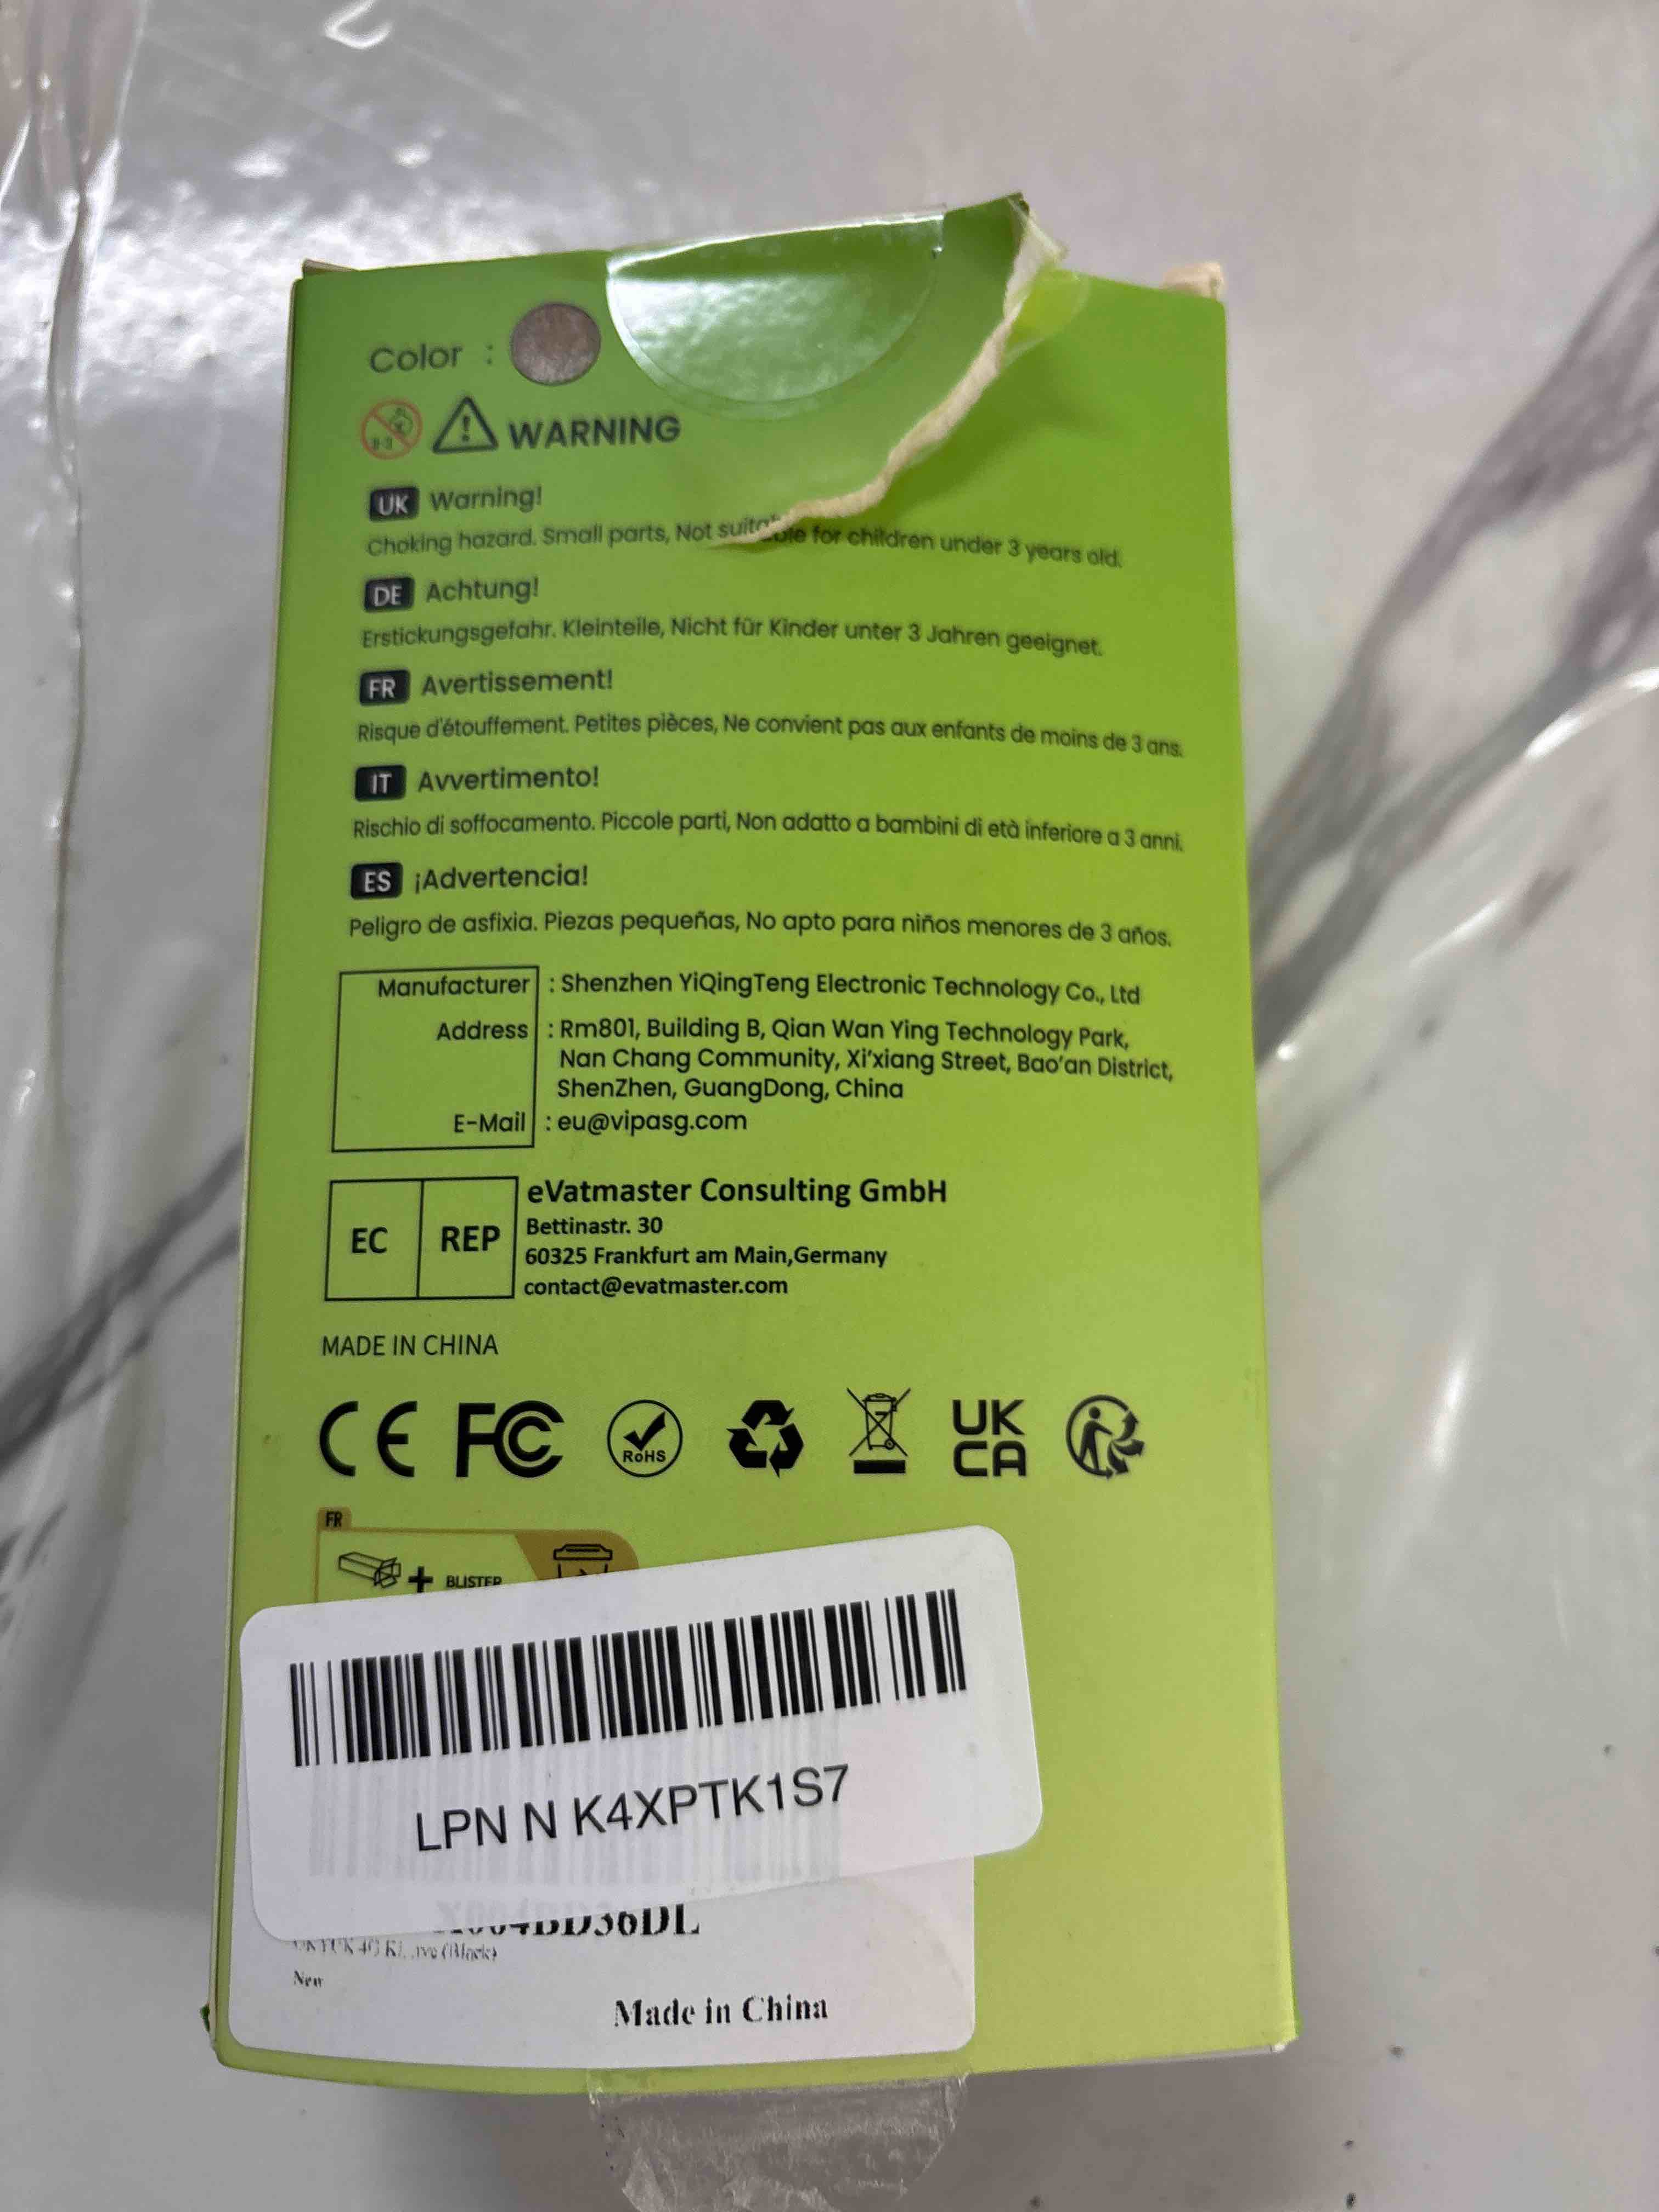 Color :
0-3 WARNING
UK Warning!
Choking hazard. Small parts, Not suitable for children under 3 years old.
DE Achtung!
Erstickungsgefahr. Kleinteile, Nicht für Kinder unter 3 Jahren geeignet.
FR Avertissement!
Risque d'étouffement. Petites pièces, Ne convient pas aux enfants de moins de 3 ans.
IT Avvertimento!
Rischio di soffocamento. Piccole parti, Non adatto a bambini di età inferiore a 3 anni.
ES ¡Advertencia!
Peligro de asfixia. Piezas pequeñas, No apto para niños menores de 3 años.
Manufacturer : Shenzhen YiQingTeng Electronic Technology Co., Ltd
Address : Rm801, Building B, Qian Wan Ying Technology Park,
Nan Chang Community, Xi'xiang Street, Bao'an District,
ShenZhen, GuangDong, China
E-Mail : eu@vipasg.com
EC REP
eVatmaster Consulting GmbH
Bettinastr. 30
60325 Frankfurt am Main,Germany
contact@evatmaster.com
MADE IN CHINA
CE FC RoHS UK CA
FR
+ BLISTER
LPN N K4XPTK1S7
X004BD36DL
(Black)
New
Made in China